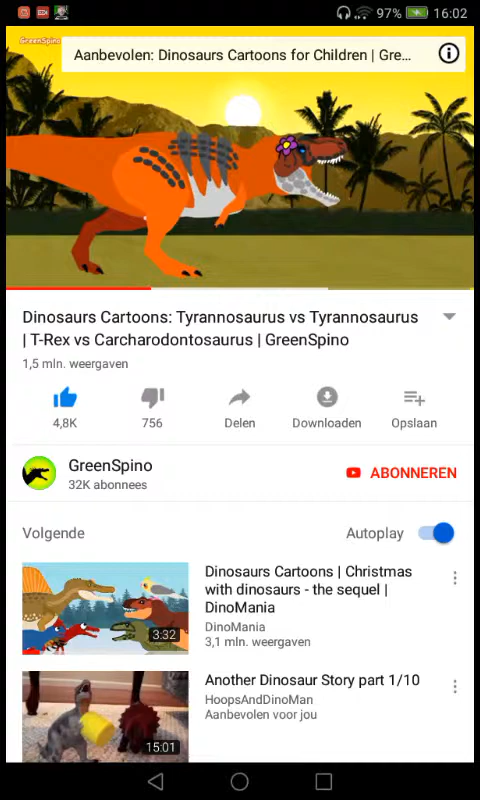 97% 16:02
GreenSpino
Aanbevolen: Dinosaurs Cartoons for Children | Gre...
Dinosaurs Cartoons: Tyrannosaurus vs Tyrannosaurus
| T-Rex vs Carcharodontosaurus | GreenSpino
1,5 mln. weergaven
4,8K 756 Delen Downloaden Opslaan
GreenSpino
32K abonnees
ABONNEREN
Volgende Autoplay
Dinosaurs Cartoons | Christmas
with dinosaurs - the sequel |
DinoMania
DinoMania
3,1 mln. weergaven
3:32
Another Dinosaur Story part 1/10
HoopsAndDinoMan
Aanbevolen voor jou
15:01